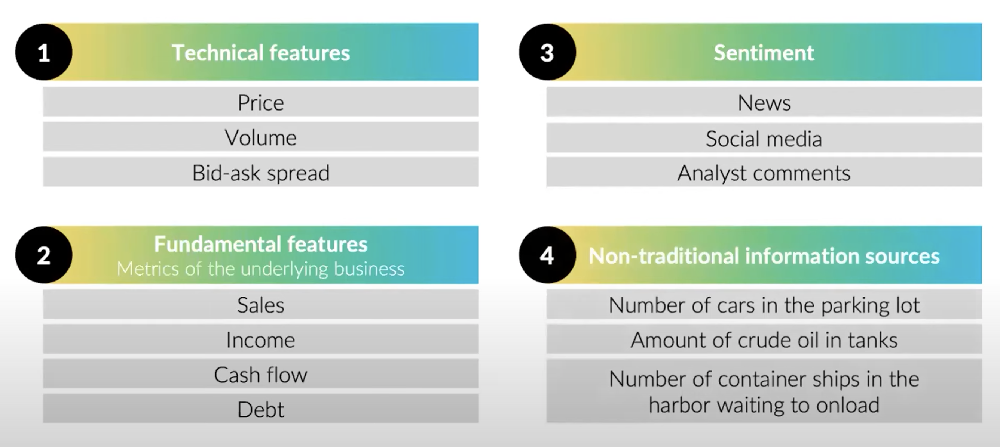 1
Technical features
Price
Volume
Bid-ask spread
2
Fundamental features
Metrics of the underlying business
Sales
Income
Cash flow
Debt
3
Sentiment
News
Social media
Analyst comments
4
Non-traditional information sources
Number of cars in the parking lot
Amount of crude oil in tanks
Number of container ships in the
harbor waiting to onload